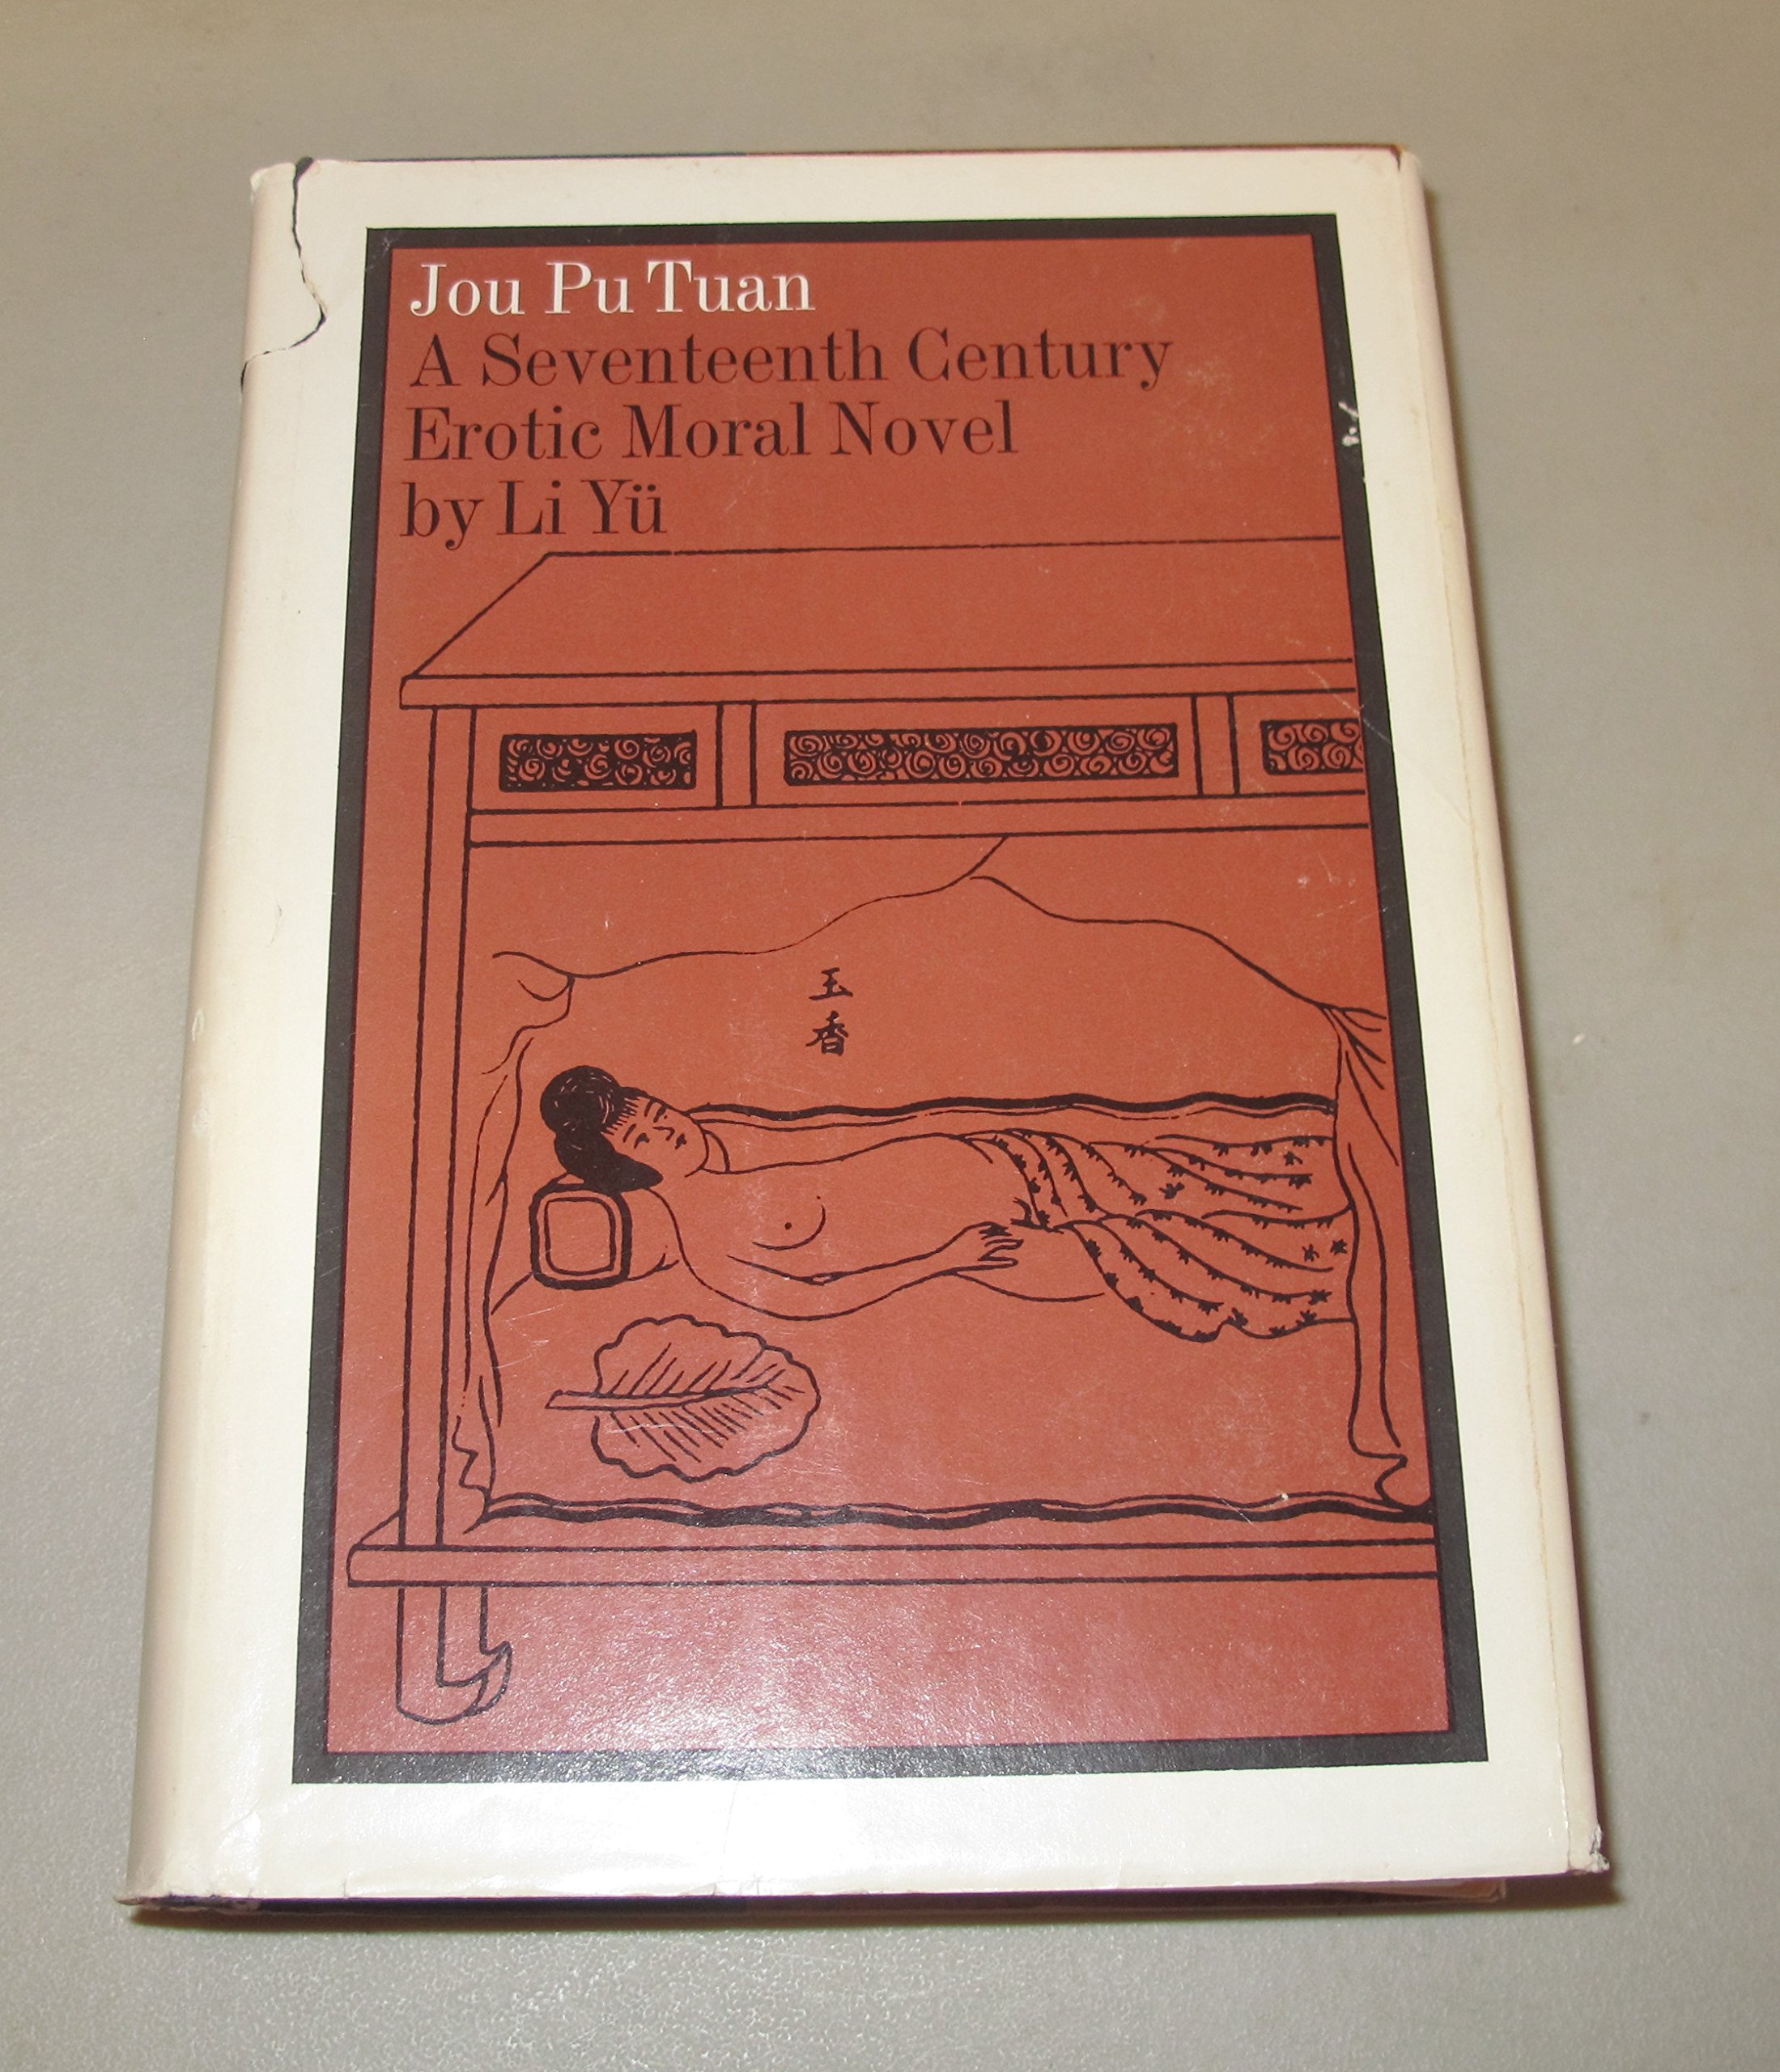 Jou Pu Tuan
A Seventeenth Century
Erotic Moral Novel
by Li Yü
玉
香